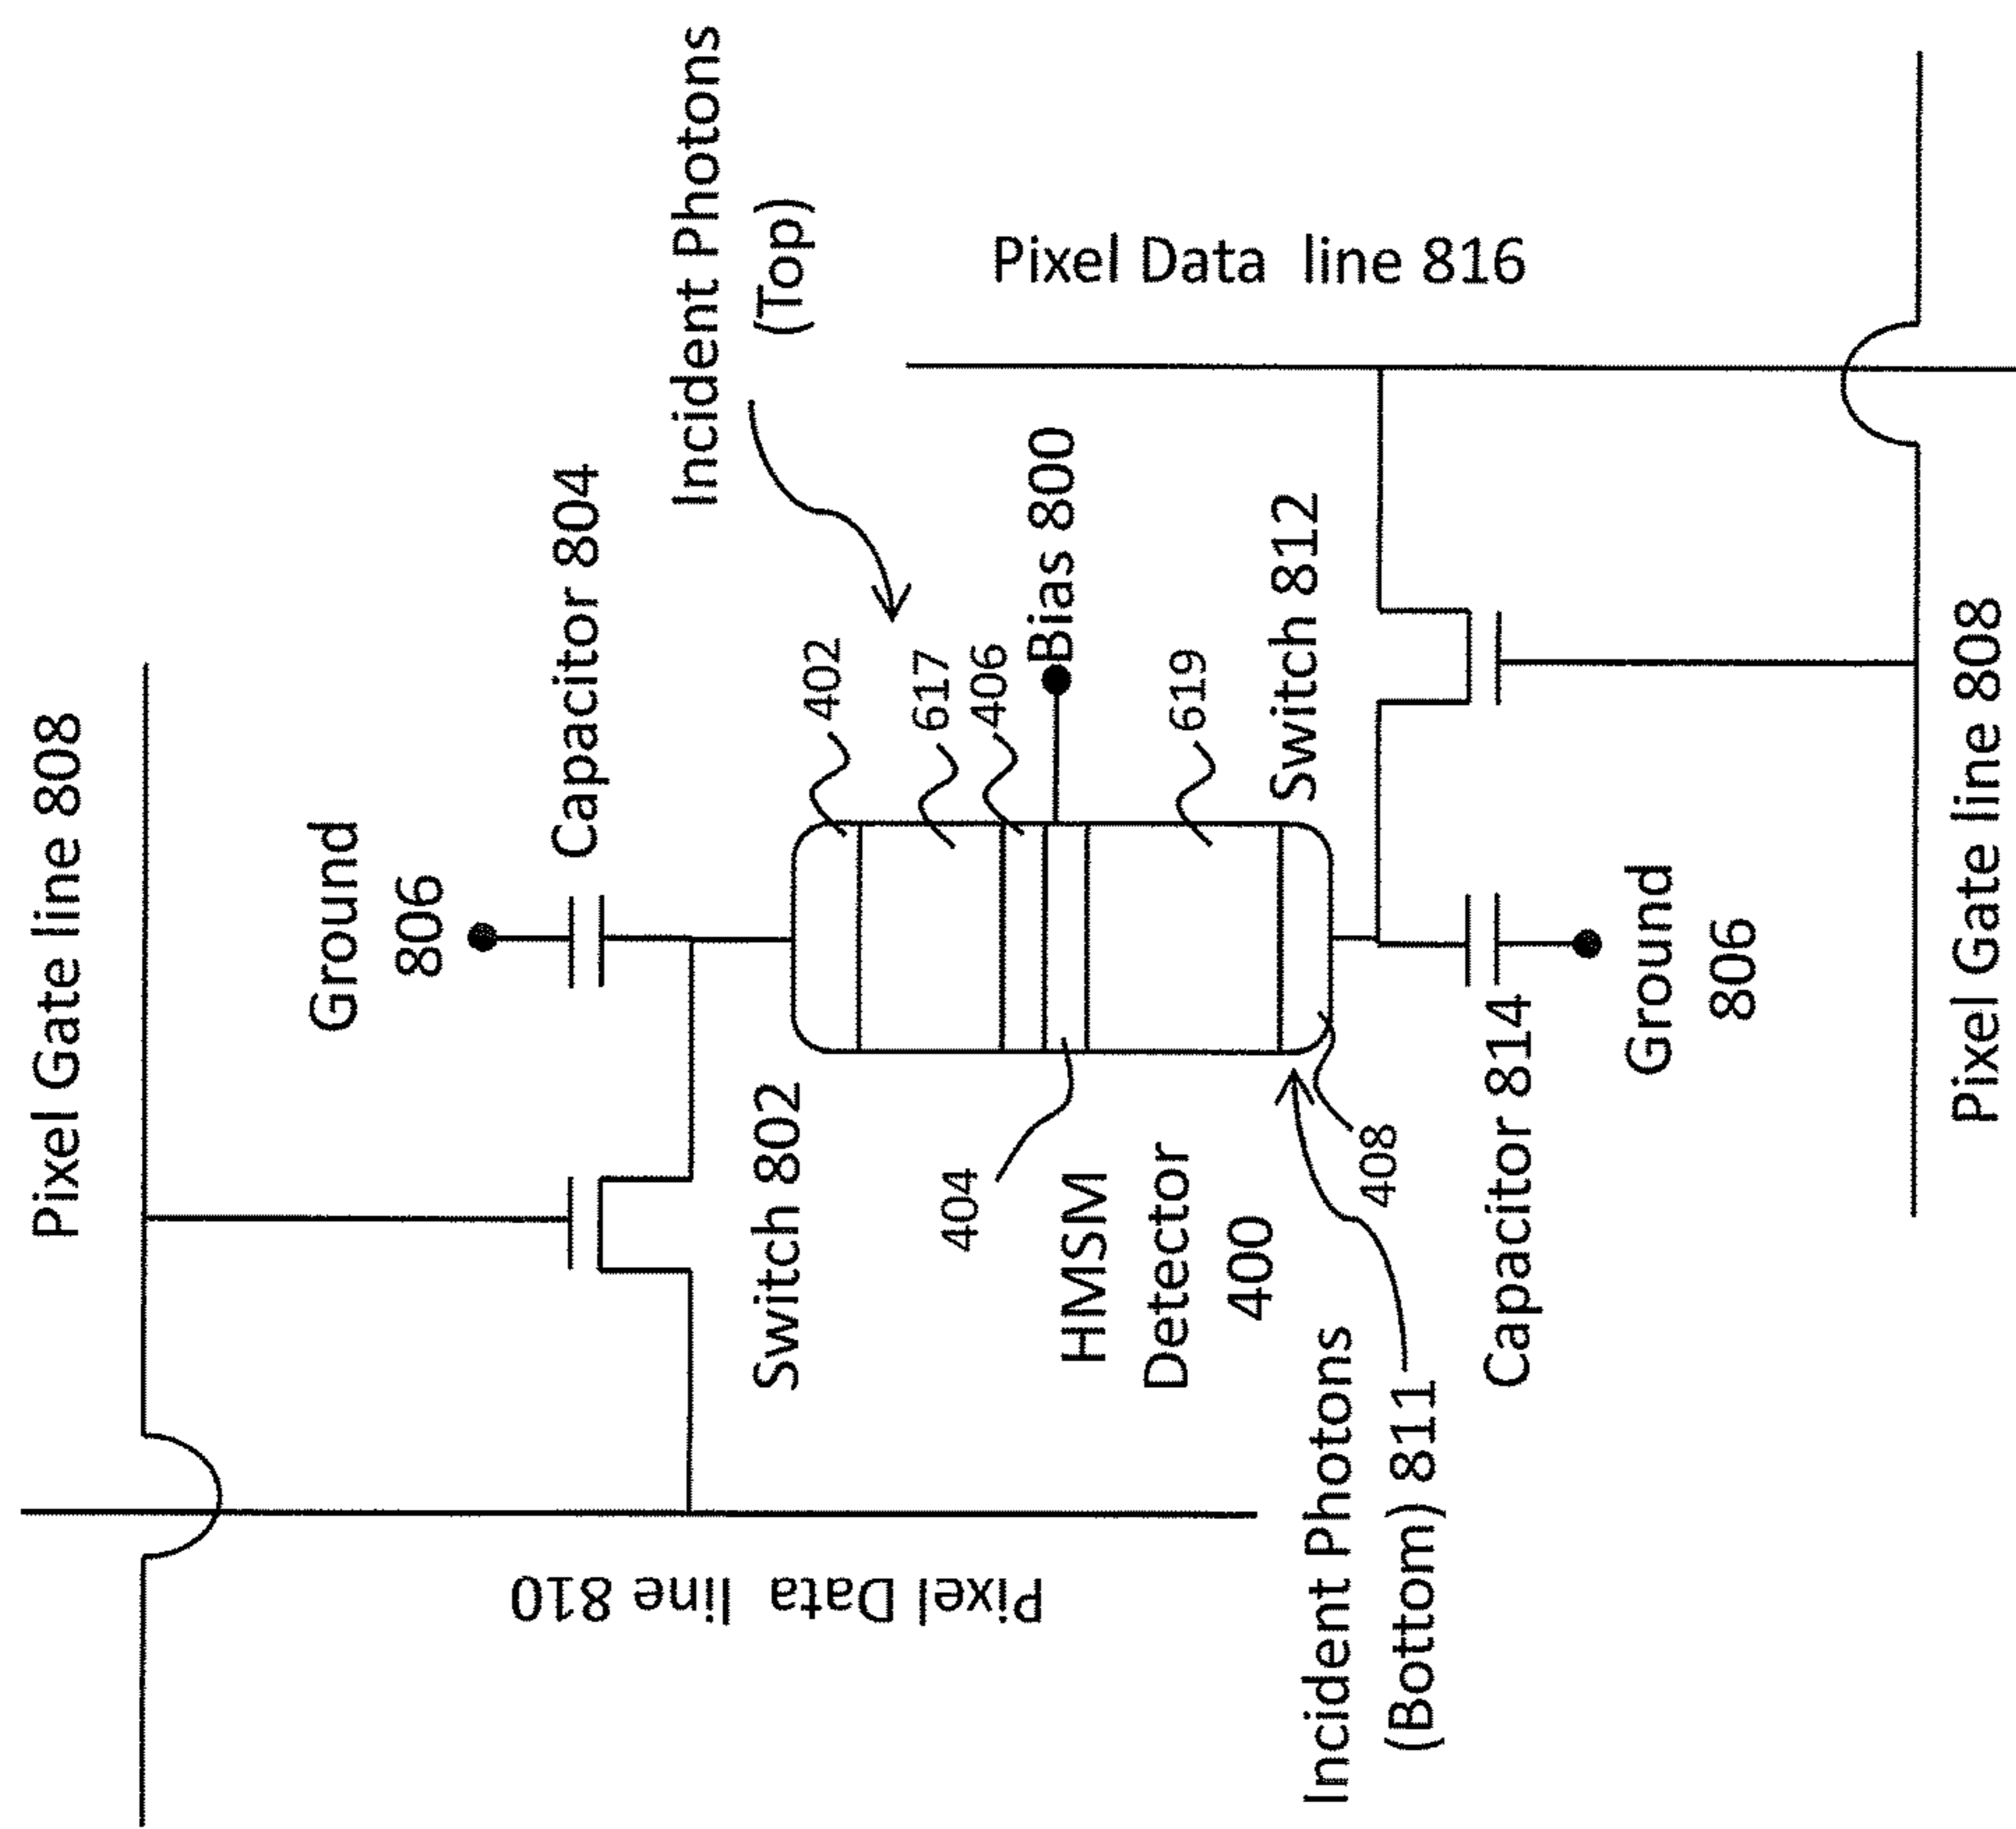 Pixel Gate line 808
Ground
806
Capacitor 804
Incident Photons
(Top)
Switch 802
402
617
406
Bias 800
Pixel Data line 816
Pixel Data line 810
404
HMSM
Detector
400
619
Switch 812
Incident Photons
(Bottom) 811
408
Capacitor 814
Ground
806
Pixel Gate line 808